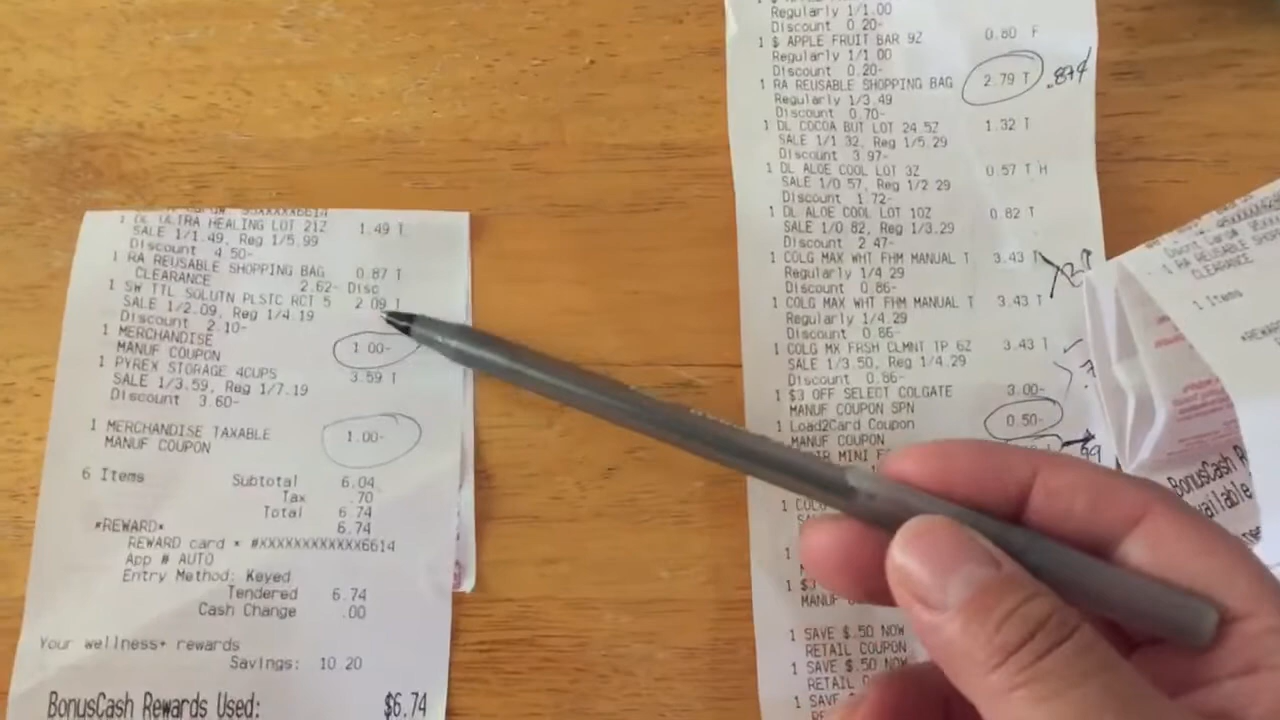 1 DL ULTRA HEALING LOT 21Z 1.49 T
SALE 1/1.49, Reg 1/5.99
Discount 4.50-
1 RA REUSABLE SHOPPING BAG 0.87 T
CLEARANCE 2.62- Disc
1 SW TTL SOLUTN PLSTC RCT 5 2.09 T
SALE 1/2.09, Reg 1/4.19
Discount 2.10-
1 MERCHANDISE 1.00-
MANUF COUPON
1 PYREX STORAGE 4CUPS 3.59 T
SALE 1/3.59, Reg 1/7.19
Discount 3.60-
1 MERCHANDISE TAXABLE 1.00-
MANUF COUPON
6 Items Subtotal 6.04
Tax .70
Total 6.74
*REWARD* 6.74
REWARD card * #XXXXXXXXXXXX6614
App # AUTO
Entry Method: Keyed
Tendered 6.74
Cash Change .00
Your wellness+ rewards
Savings: 10.20
BonusCash Rewards Used: $6.74
Regularly 1/1.00
Discount 0.20-
1 $ APPLE FRUIT BAR 9Z 0.80 F
Regularly 1/1.00
Discount 0.20-
1 RA REUSABLE SHOPPING BAG 2.79 T .87¢
Regularly 1/3.49
Discount 0.70-
1 DL COCOA BUT LOT 24.5Z 1.32 T
SALE 1/1.32, Reg 1/5.29
Discount 3.97-
1 DL ALOE COOL LOT 3Z 0.57 T H
SALE 1/0.57, Reg 1/2.29
Discount 1.72-
1 DL ALOE COOL LOT 10Z 0.82 T
SALE 1/0.82, Reg 1/3.29
Discount 2.47-
1 COLG MAX WHT FHM MANUAL T 3.43 T
Regularly 1/4.29
Discount 0.86-
1 COLG MAX WHT FHM MANUAL T 3.43 T
Regularly 1/4.29
Discount 0.86-
1 COLG MX FRSH CLMNT TP 6Z 3.43 T
SALE 1/3.50, Reg 1/4.29
Discount 0.86-
1 $3 OFF SELECT COLGATE 3.00-
MANUF COUPON SPN
1 Load2Card Coupon 0.50-
MANUF COUPON
MINI
1
1 $3
MANUF
1 SAVE $.50 NOW
RETAIL COUPON
1 SAVE $.50 NOW
RETAIL
1 SAVE
1 RA REUSABLE
CLEARANCE
1 Items
BonusCash